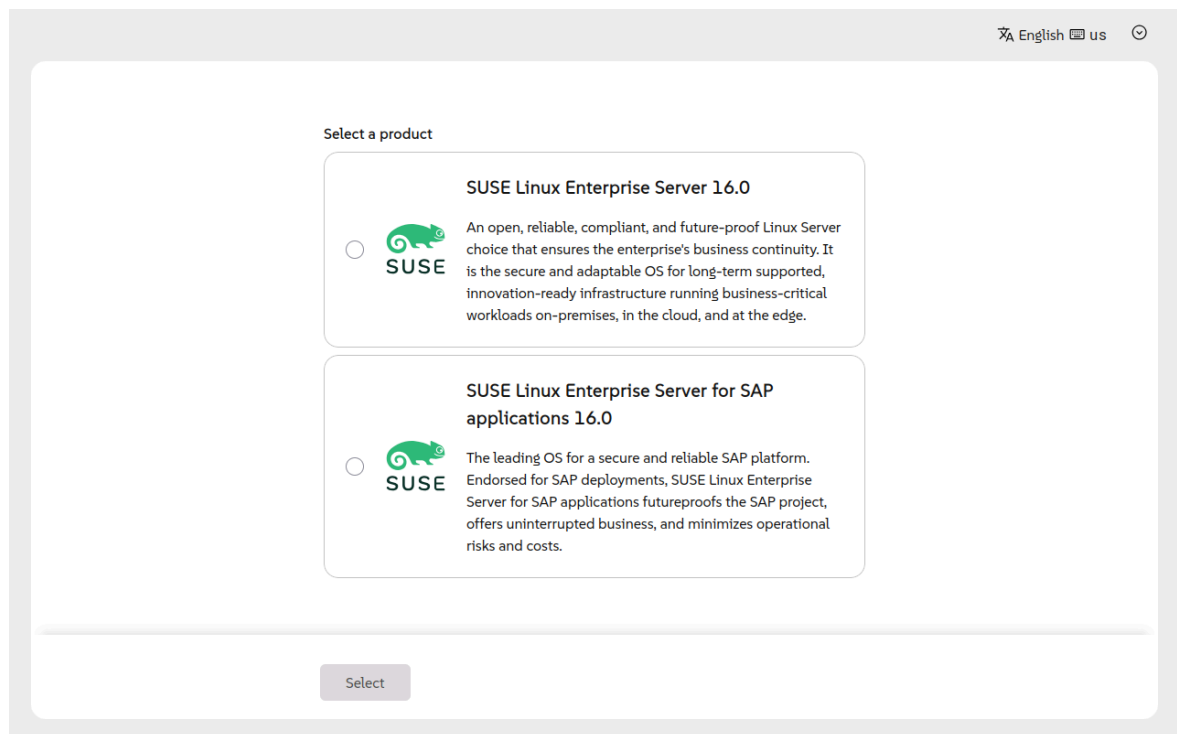 English us
Select a product
SUSE Linux Enterprise Server 16.0
An open, reliable, compliant, and future-proof Linux Server
choice that ensures the enterprise's business continuity. It
is the secure and adaptable OS for long-term supported,
innovation-ready infrastructure running business-critical
workloads on-premises, in the cloud, and at the edge.
SUSE
SUSE Linux Enterprise Server for SAP
applications 16.0
The leading OS for a secure and reliable SAP platform.
Endorsed for SAP deployments, SUSE Linux Enterprise
Server for SAP applications futureproofs the SAP project,
offers uninterrupted business, and minimizes operational
risks and costs.
SUSE
Select